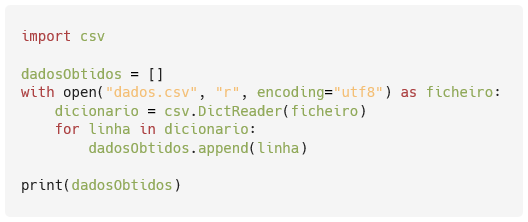 import csv

dadosObtidos = []
with open("dados.csv", "r", encoding="utf8") as ficheiro:
    dicionario = csv.DictReader(ficheiro)
    for linha in dicionario:
        dadosObtidos.append(linha)

print(dadosObtidos)